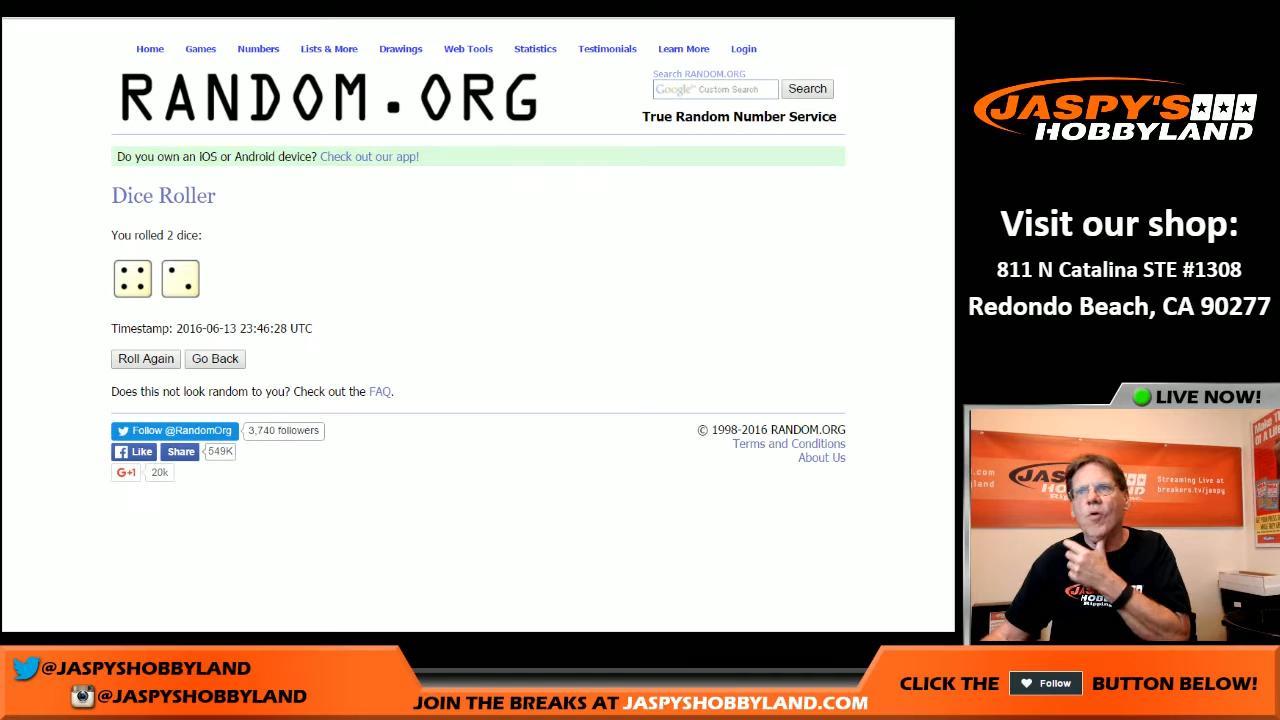 Home Games Numbers Lists & More Drawings Web Tools Statistics Testimonials Learn More Login
RANDOM.ORG
Search RANDOM.ORG
Google™ Custom Search Search
True Random Number Service
Do you own an iOS or Android device? Check out our app!
Dice Roller
You rolled 2 dice:
Timestamp: 2016-06-13 23:46:28 UTC
Roll Again Go Back
Does this not look random to you? Check out the FAQ.
Follow @RandomOrg 3,740 followers
Like Share 549K
G+1 20k
© 1998-2016 RANDOM.ORG
Terms and Conditions
About Us
JASPY'S
HOBBYLAND
Visit our shop:
811 N Catalina STE #1308
Redondo Beach, CA 90277
LIVE NOW!
JASPY'S
Streaming Live at
breakers.tv/jaspy
JASPY'S
@JASPYSHOBBYLAND
@JASPYSHOBBYLAND
JOIN THE BREAKS AT JASPYSHOBBYLAND.COM
CLICK THE Follow BUTTON BELOW!